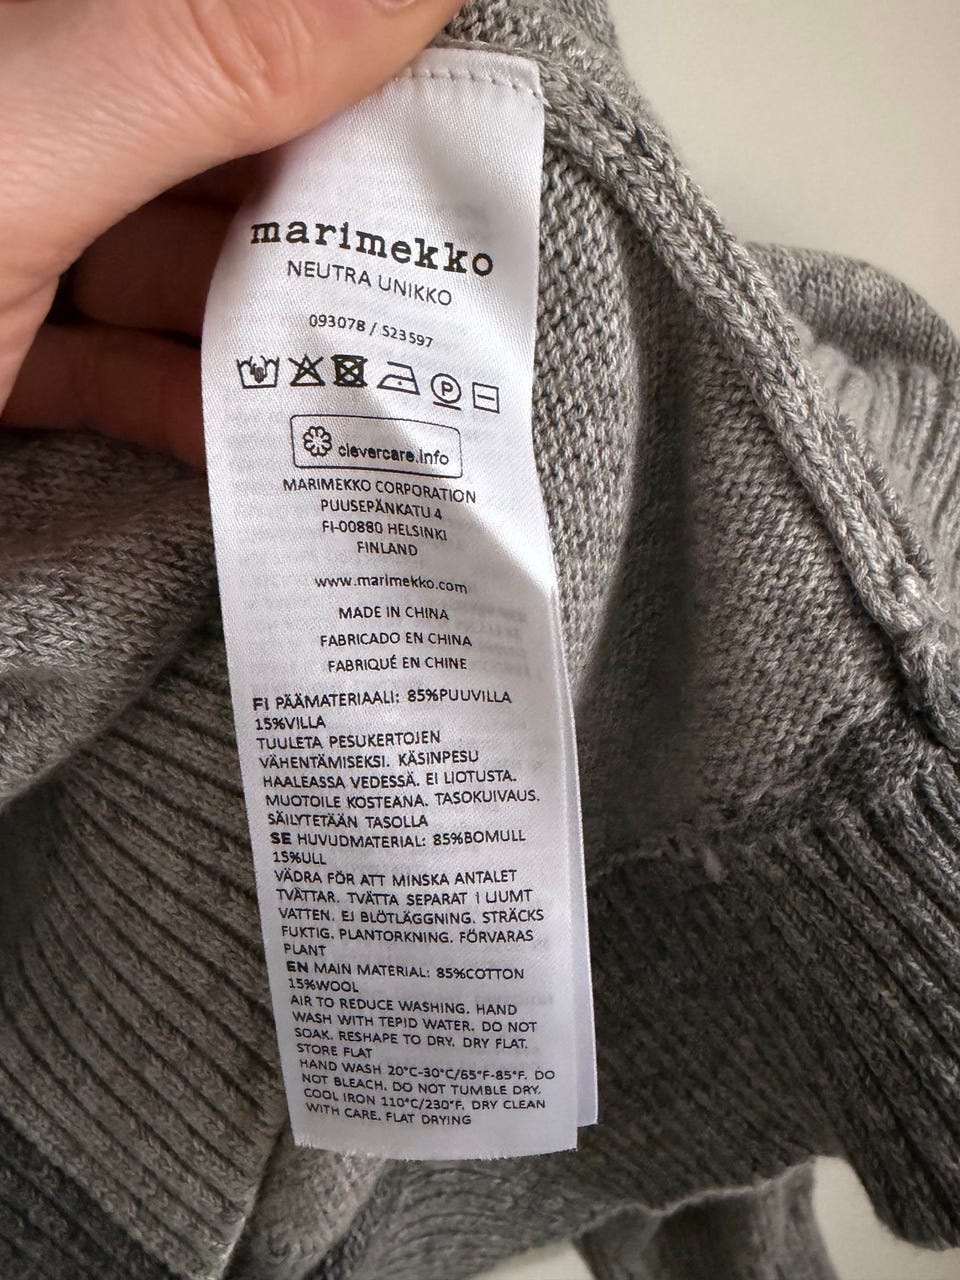 marimekko
NEUTRA UNIKKO
093078 / 523597
P
clevercare.info
MARIMEKKO CORPORATION
PUUSEPÄNKATU 4
FI-00880 HELSINKI
FINLAND
www.marimekko.com
MADE IN CHINA
FABRICADO EN CHINA
FABRIQUÉ EN CHINE
FI PÄÄMATERIAALI: 85%PUUVILLA
15%VILLA
TUULETA PESUKERTOJEN
VÄHENTÄMISEKSI. KÄSINPESU
HAALEASSA VEDESSÄ. EI LIOTUSTA.
MUOTOILE KOSTEANA. TASOKUIVAUS.
SÄILYTETÄÄN TASOLLA
SE HUVUDMATERIAL: 85%BOMULL
15%ULL
VÄDRA FÖR ATT MINSKA ANTALET
TVÄTTAR. TVÄTTA SEPARAT I LJUMT
VATTEN. EJ BLÖTLÄGGNING. STRÄCKS
FUKTIG. PLANTORKNING. FÖRVARAS
PLANT
EN MAIN MATERIAL: 85%COTTON
15%WOOL
AIR TO REDUCE WASHING. HAND
WASH WITH TEPID WATER. DO NOT
SOAK. RESHAPE TO DRY. DRY FLAT.
STORE FLAT
HAND WASH 20°C-30°C/65°F-85°F. DO
NOT BLEACH. DO NOT TUMBLE DRY.
COOL IRON 110°C/230°F. DRY CLEAN
WITH CARE. FLAT DRYING